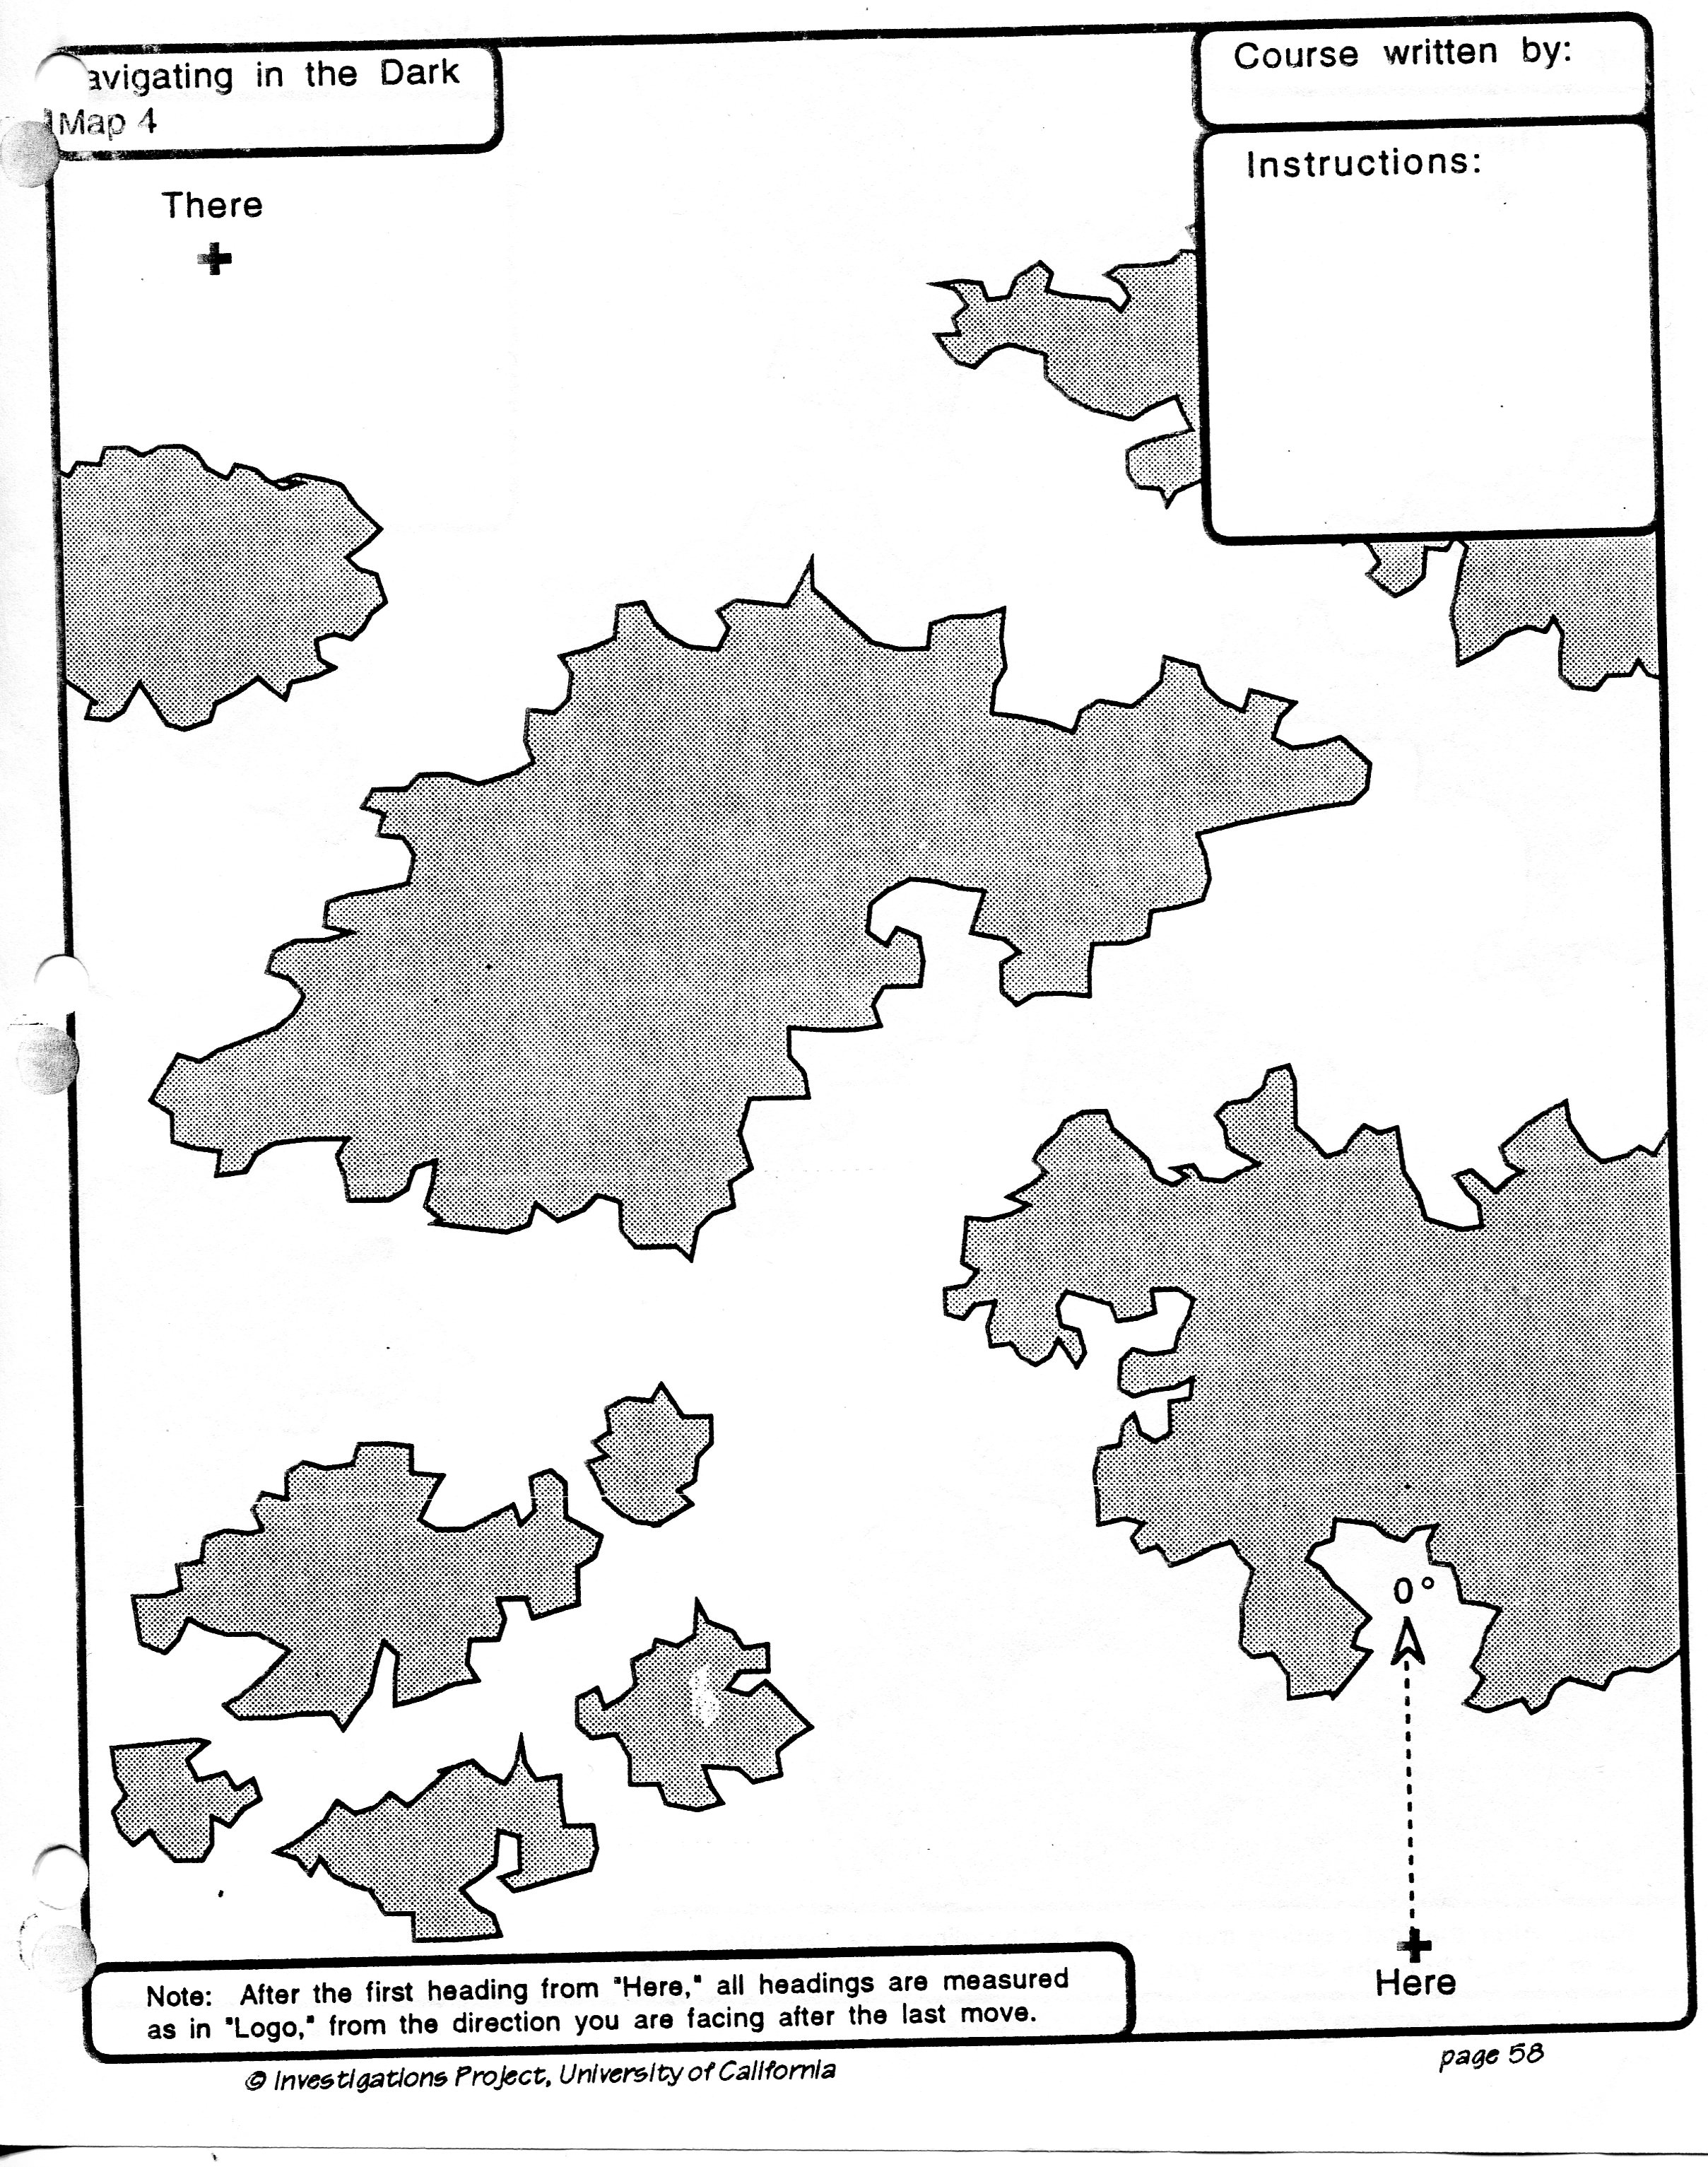 avigating in the Dark
Map 4
Course written by:
Instructions:
There
0°
Here
Note: After the first heading from "Here," all headings are measured
as in "Logo," from the direction you are facing after the last move.
© Investigations Project, University of California
page 58